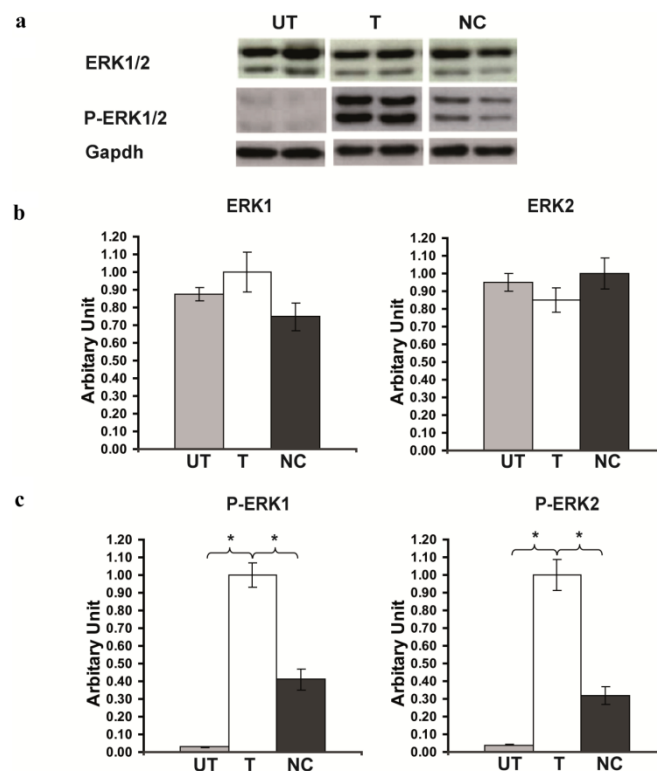 a
UT T NC
ERK1/2
P-ERK1/2
Gapdh
b
ERK1
Arbitary Unit
1.20
1.10
1.00
0.90
0.80
0.70
0.60
0.50
0.40
0.30
0.20
0.10
0.00
UT T NC
ERK2
Arbitary Unit
1.20
1.10
1.00
0.90
0.80
0.70
0.60
0.50
0.40
0.30
0.20
0.10
0.00
UT T NC
c
P-ERK1
Arbitary Unit
1.20
1.10
1.00
0.90
0.80
0.70
0.60
0.50
0.40
0.30
0.20
0.10
0.00
* *
UT T NC
P-ERK2
Arbitary Unit
1.20
1.10
1.00
0.90
0.80
0.70
0.60
0.50
0.40
0.30
0.20
0.10
0.00
* *
UT T NC